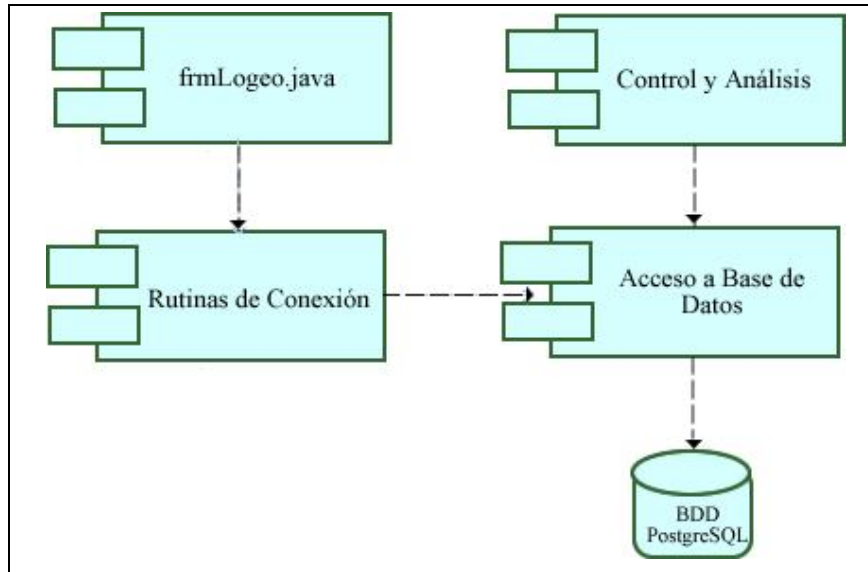 frmLogeo.java
Control y Análisis
Rutinas de Conexión
Acceso a Base de
Datos
BDD
PostgreSQL